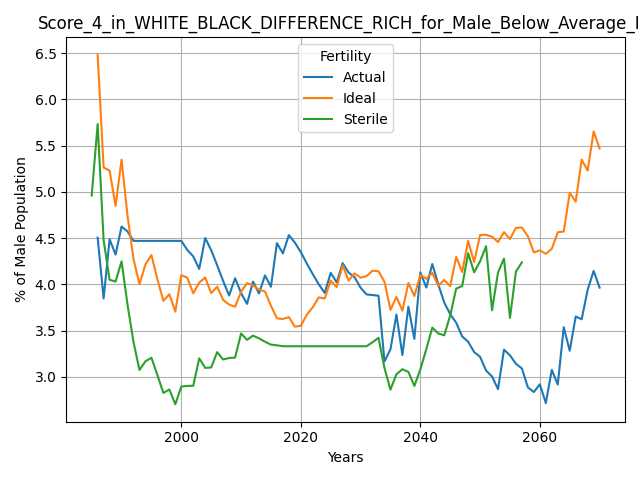 Score_4_in_WHITE_BLACK_DIFFERENCE_RICH_for_Male_Below_Average_
Fertility
Actual
Ideal
Sterile
% of Male Population
6.5
6.0
5.5
5.0
4.5
4.0
3.5
3.0
2000
2020
2040
2060
Years